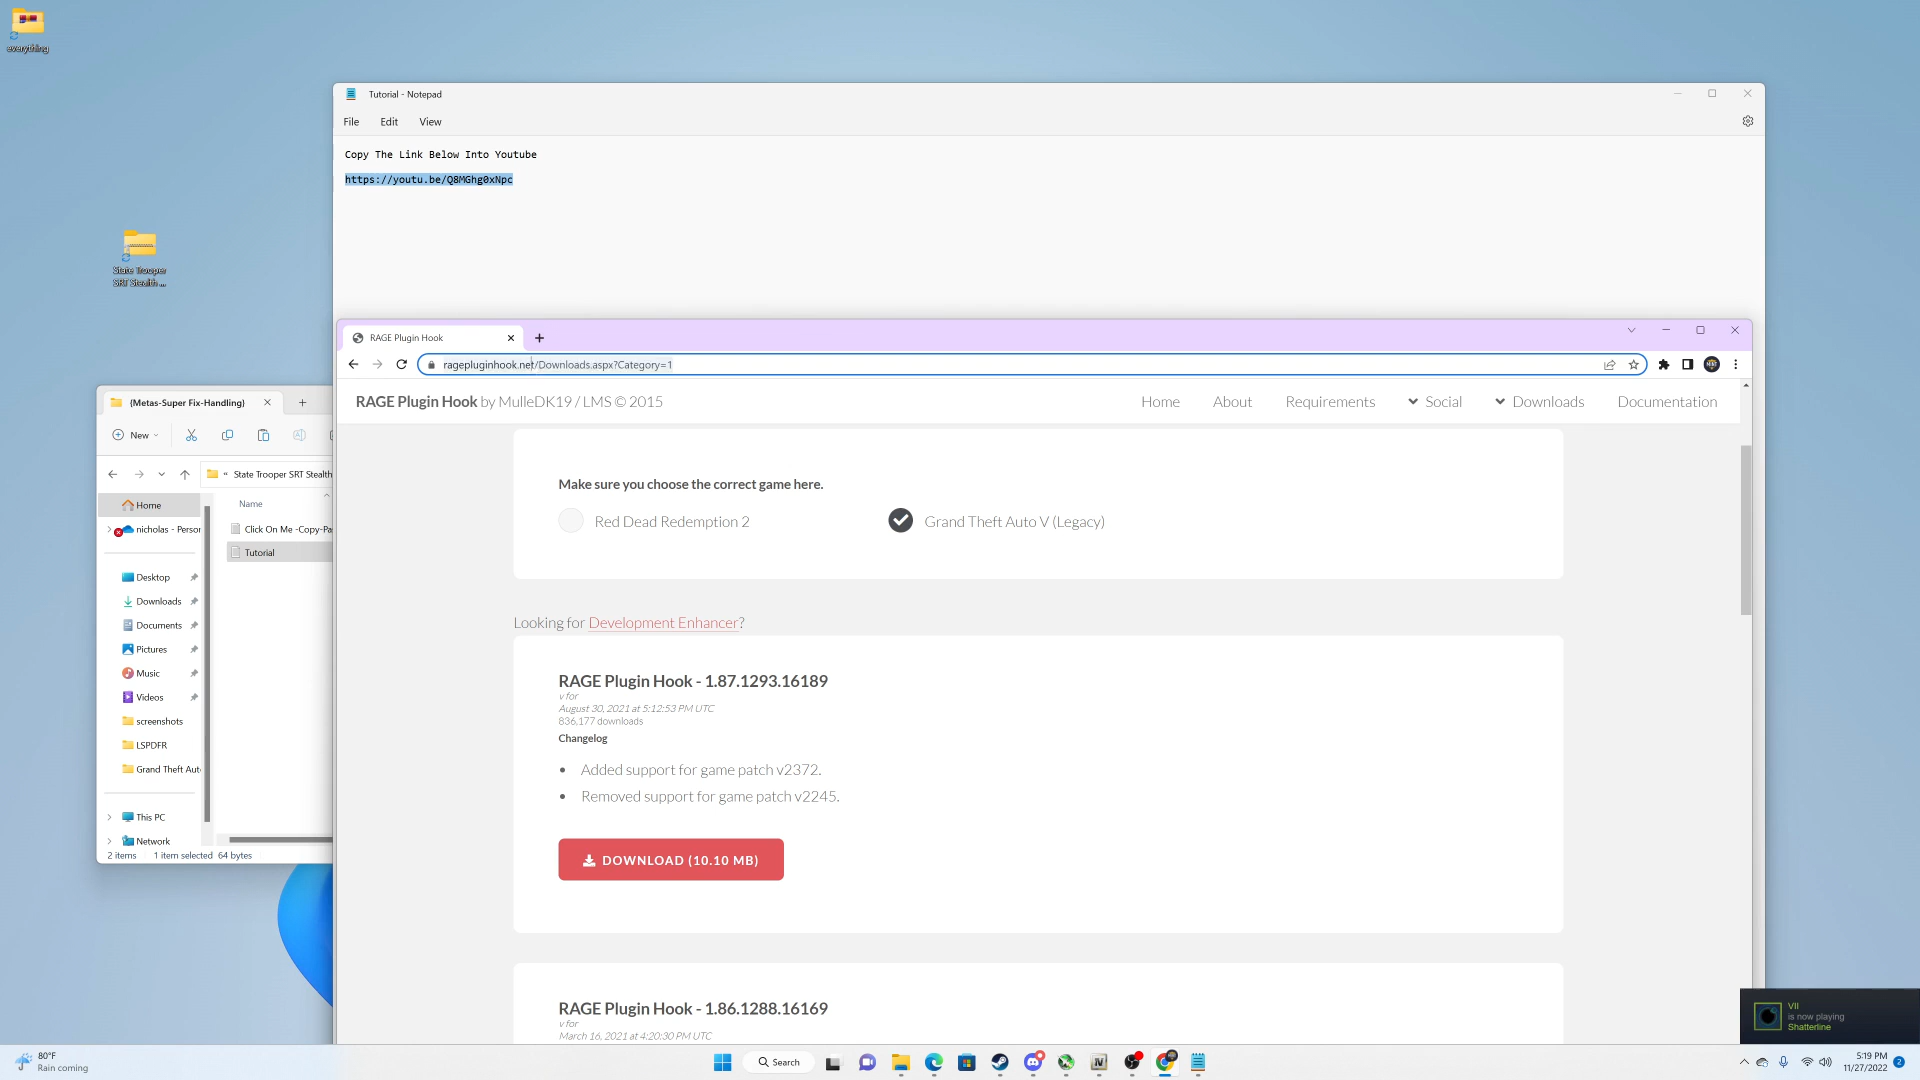 everything
State Trooper
SRT Stealth ...
Tutorial - Notepad
File Edit View
Copy The Link Below Into Youtube
https://youtu.be/Q8MGhg0xNpc
RAGE Plugin Hook
ragepluginhook.net/Downloads.aspx?Category=1
RAGE Plugin Hook by MulleDK19 / LMS © 2015
Home About Requirements Social Downloads Documentation
Make sure you choose the correct game here.
Red Dead Redemption 2 Grand Theft Auto V (Legacy)
Looking for Development Enhancer?
RAGE Plugin Hook - 1.87.1293.16189
v for
August 30, 2021 at 5:12:53 PM UTC
836,177 downloads
Changelog
• Added support for game patch v2372.
• Removed support for game patch v2245.
DOWNLOAD (10.10 MB)
RAGE Plugin Hook - 1.86.1288.16169
v for
March 16, 2021 at 4:20:30 PM UTC
(Metas-Super Fix-Handling)
New
« State Trooper SRT Stealth
Name
Home
nicholas - Persor
Click On Me -Copy-Pa
Tutorial
Desktop
Downloads
Documents
Pictures
Music
Videos
screenshots
LSPDFR
Grand Theft Aut
This PC
Network
2 items 1 item selected 64 bytes
VII
is now playing
Shatterline
80°F
Rain coming
Search
5:19 PM
11/27/2022
2